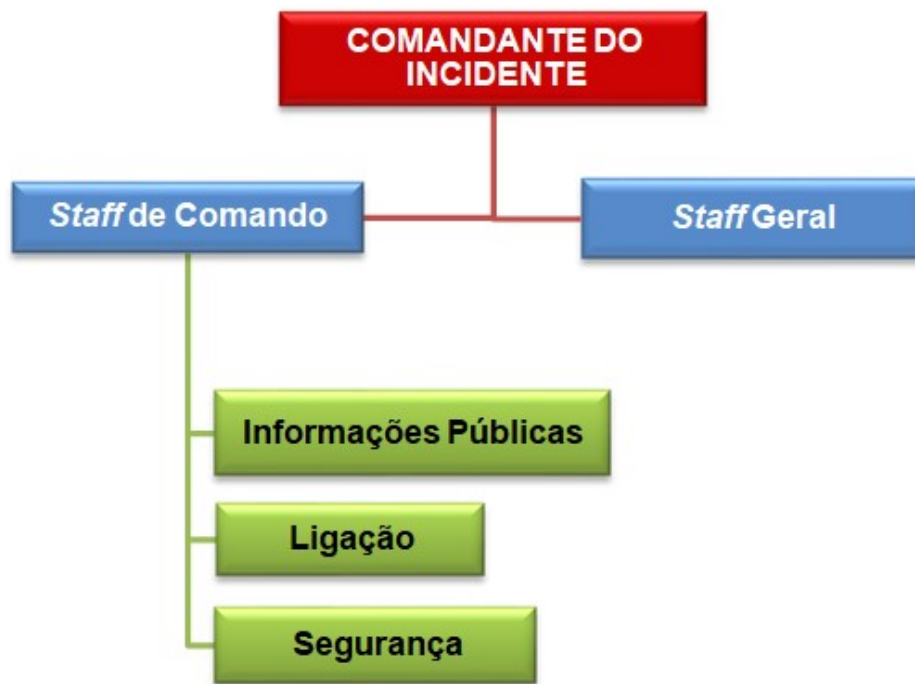 COMANDANTE DO
INCIDENTE
Staff de Comando
Staff Geral
Informações Públicas
Ligação
Segurança